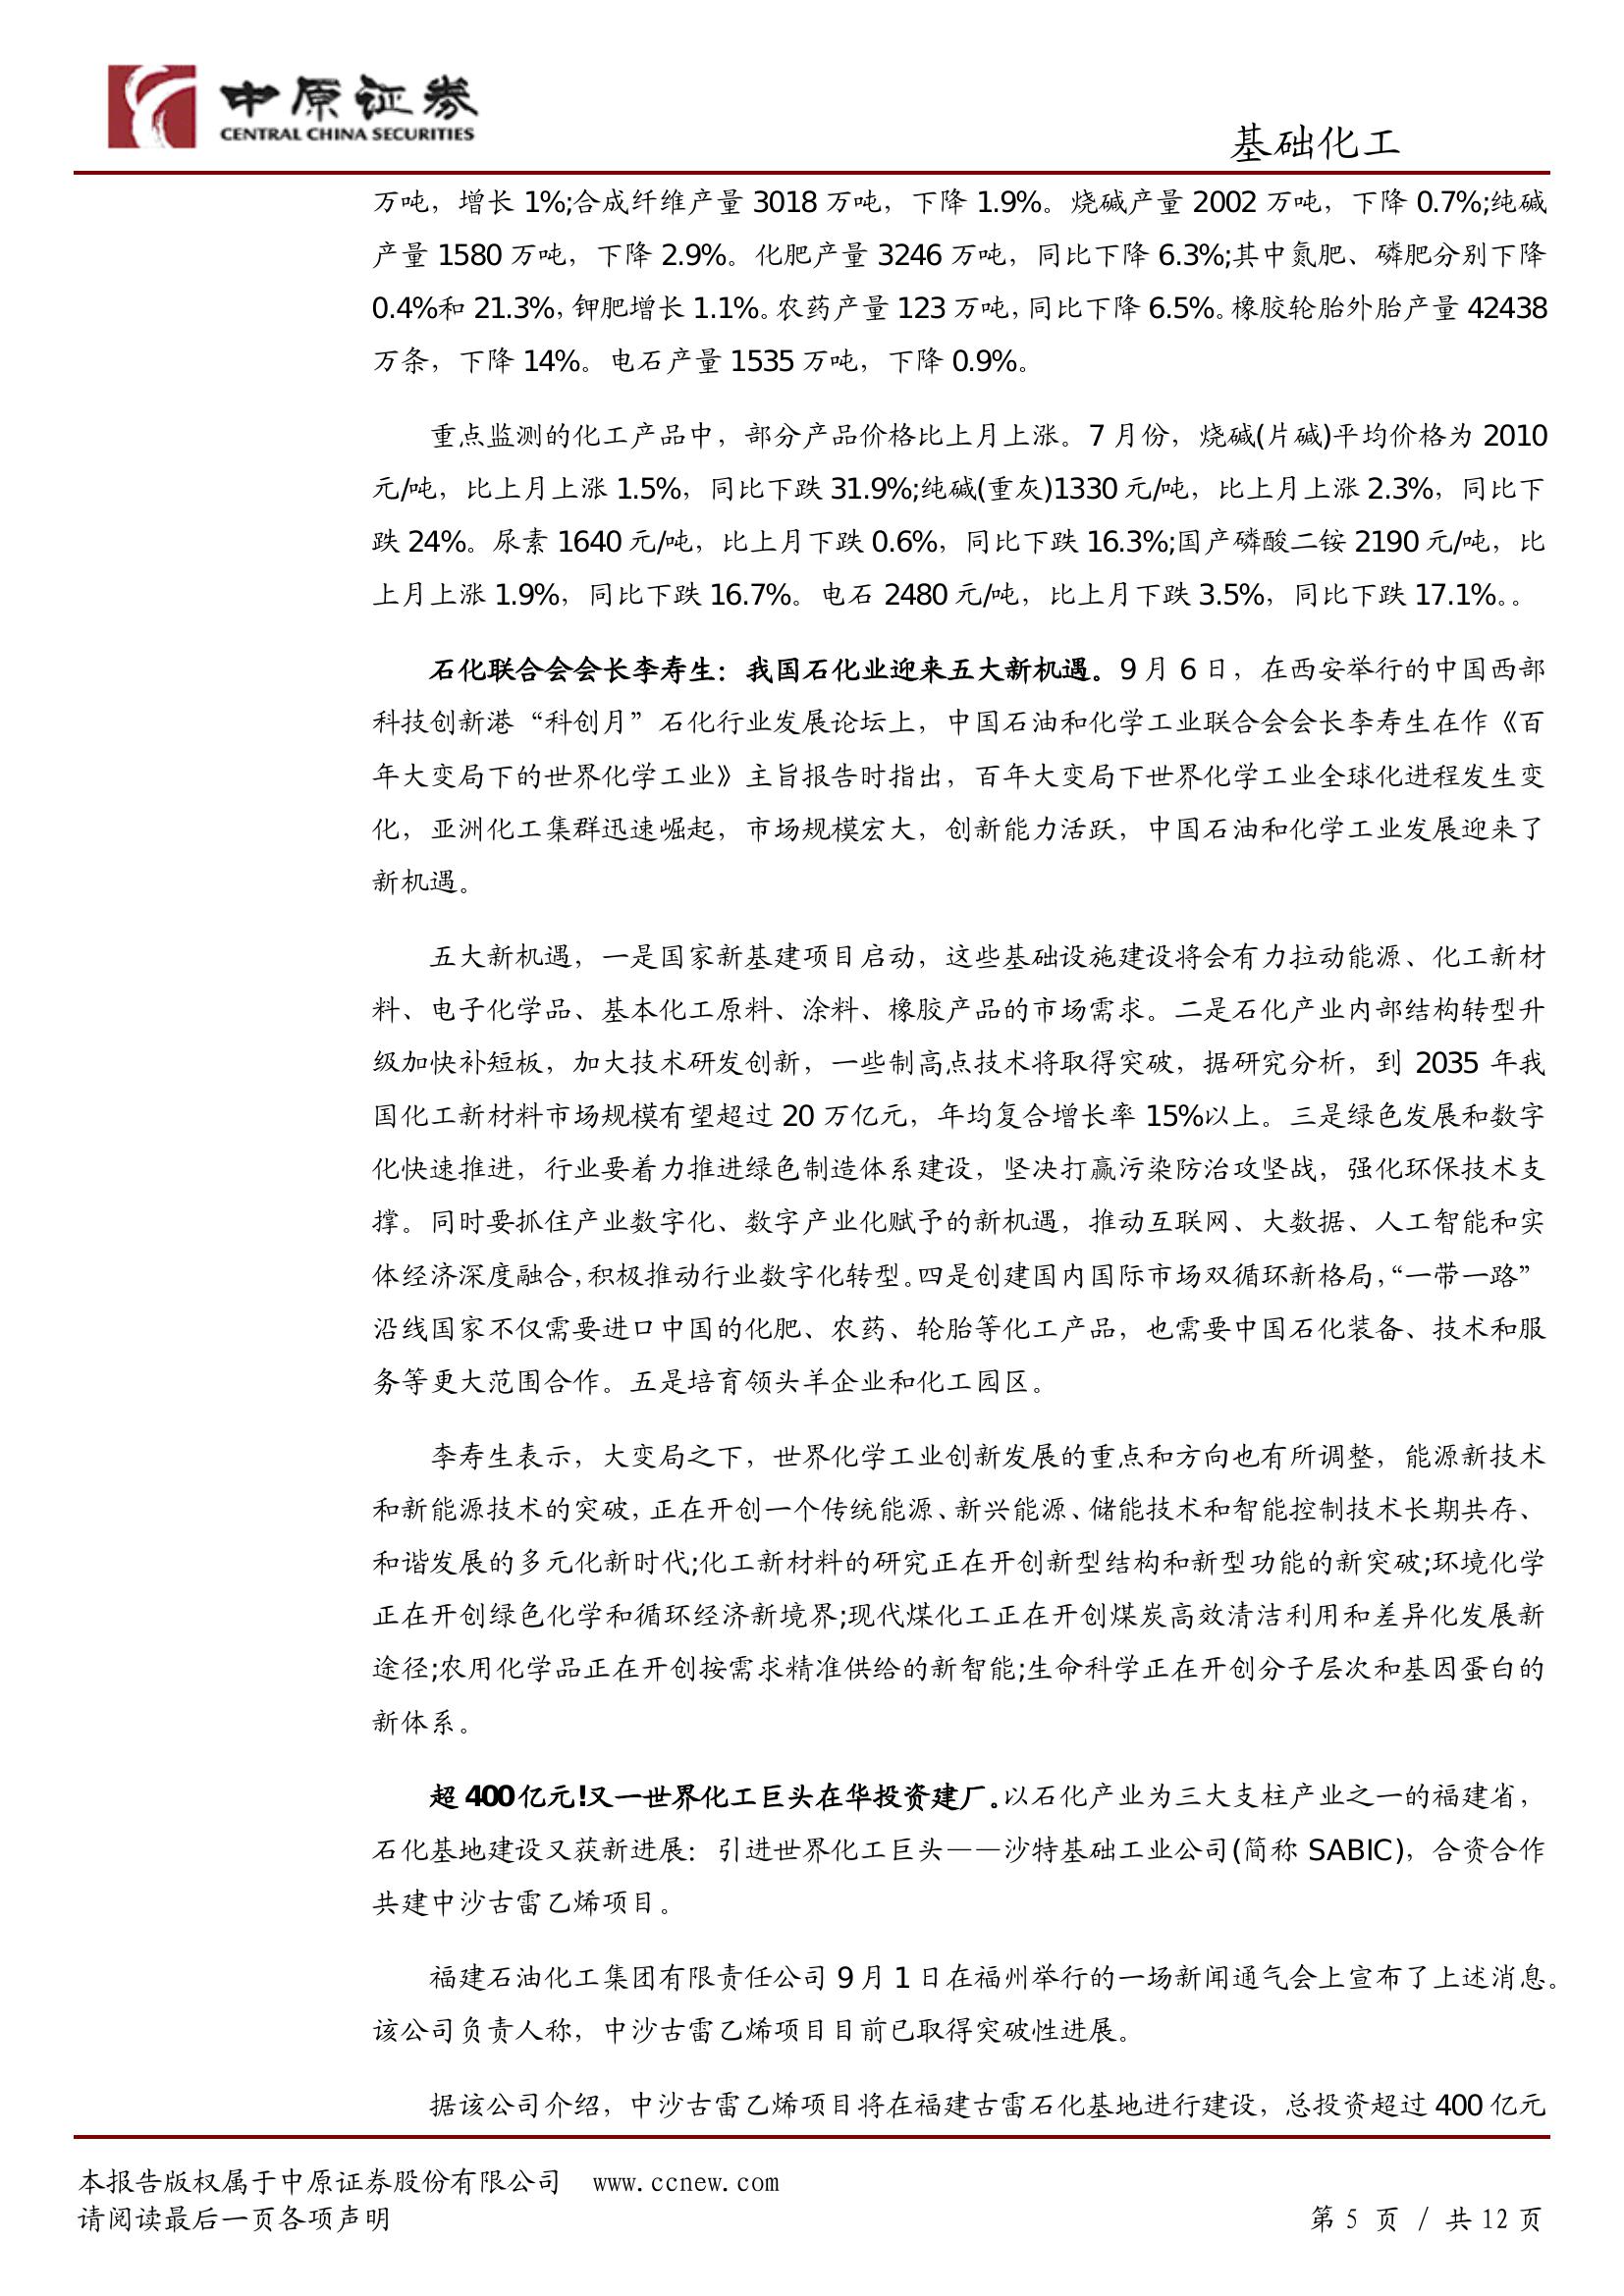 中原证券
CENTRAL CHINA SECURITIES
基础化工
万吨，增长 1%;合成纤维产量 3018 万吨，下降 1.9%。烧碱产量 2002 万吨，下降 0.7%;纯碱
产量 1580 万吨，下降 2.9%。化肥产量 3246 万吨，同比下降 6.3%;其中氮肥、磷肥分别下降
0.4%和 21.3%，钾肥增长 1.1%。农药产量 123 万吨，同比下降 6.5%。橡胶轮胎外胎产量 42438
万条，下降 14%。电石产量 1535 万吨，下降 0.9%。
重点监测的化工产品中，部分产品价格比上月上涨。7 月份，烧碱(片碱)平均价格为 2010
元/吨，比上月上涨 1.5%，同比下跌 31.9%;纯碱(重灰)1330 元/吨，比上月上涨 2.3%，同比下
跌 24%。尿素 1640 元/吨，比上月下跌 0.6%，同比下跌 16.3%;国产磷酸二铵 2190 元/吨，比
上月上涨 1.9%，同比下跌 16.7%。电石 2480 元/吨，比上月下跌 3.5%，同比下跌 17.1%。。
石化联合会会长李寿生：我国石化业迎来五大新机遇。9 月 6 日，在西安举行的中国西部
科技创新港“科创月”石化行业发展论坛上，中国石油和化学工业联合会会长李寿生在作《百
年大变局下的世界化学工业》主旨报告时指出，百年大变局下世界化学工业全球化进程发生变
化，亚洲化工集群迅速崛起，市场规模宏大，创新能力活跃，中国石油和化学工业发展迎来了
新机遇。
五大新机遇，一是国家新基建项目启动，这些基础设施建设将会有力拉动能源、化工新材
料、电子化学品、基本化工原料、涂料、橡胶产品的市场需求。二是石化产业内部结构转型升
级加快补短板，加大技术研发创新，一些制高点技术将取得突破，据研究分析，到 2035 年我
国化工新材料市场规模有望超过 20 万亿元，年均复合增长率 15%以上。三是绿色发展和数字
化快速推进，行业要着力推进绿色制造体系建设，坚决打赢污染防治攻坚战，强化环保技术支
撑。同时要抓住产业数字化、数字产业化赋予的新机遇，推动互联网、大数据、人工智能和实
体经济深度融合，积极推动行业数字化转型。四是创建国内国际市场双循环新格局，“一带一路”
沿线国家不仅需要进口中国的化肥、农药、轮胎等化工产品，也需要中国石化装备、技术和服
务等更大范围合作。五是培育领头羊企业和化工园区。
李寿生表示，大变局之下，世界化学工业创新发展的重点和方向也有所调整，能源新技术
和新能源技术的突破，正在开创一个传统能源、新兴能源、储能技术和智能控制技术长期共存、
和谐发展的多元化新时代;化工新材料的研究正在开创新型结构和新型功能的新突破;环境化学
正在开创绿色化学和循环经济新境界;现代煤化工正在开创煤炭高效清洁利用和差异化发展新
途径;农用化学品正在开创按需求精准供给的新智能;生命科学正在开创分子层次和基因蛋白的
新体系。
超 400 亿元!又一世界化工巨头在华投资建厂。以石化产业为三大支柱产业之一的福建省，
石化基地建设又获新进展：引进世界化工巨头——沙特基础工业公司(简称 SABIC)，合资合作
共建中沙古雷乙烯项目。
福建石油化工集团有限责任公司 9 月 1 日在福州举行的一场新闻通气会上宣布了上述消息。
该公司负责人称，中沙古雷乙烯项目目前已取得突破性进展。
据该公司介绍，中沙古雷乙烯项目将在福建古雷石化基地进行建设，总投资超过 400 亿元
本报告版权属于中原证券股份有限公司 www.ccnew.com
请阅读最后一页各项声明
第 5 页 / 共 12 页